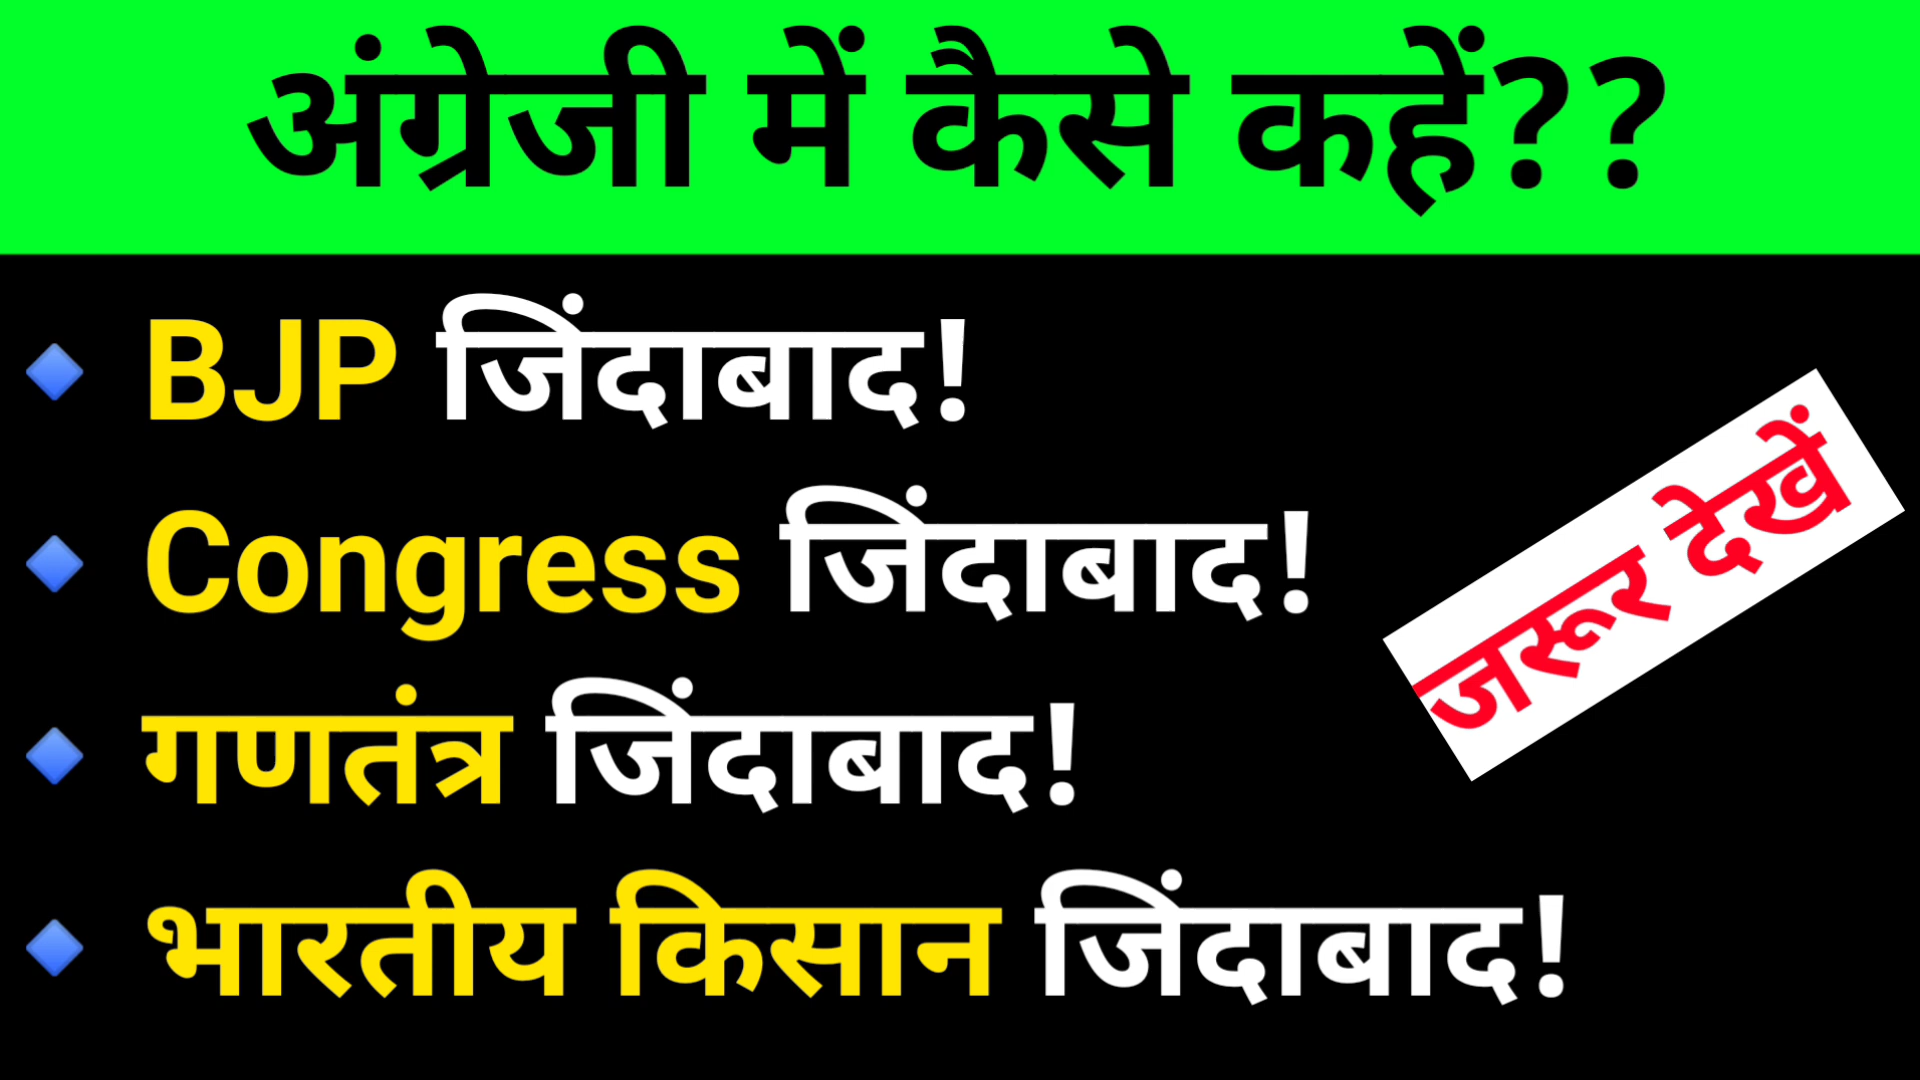 अंग्रेजी में कैसे कहें??
BJP जिंदाबाद!
Congress जिंदाबाद!
जरूर देखें
गणतंत्र जिंदाबाद!
भारतीय किसान जिंदाबाद!